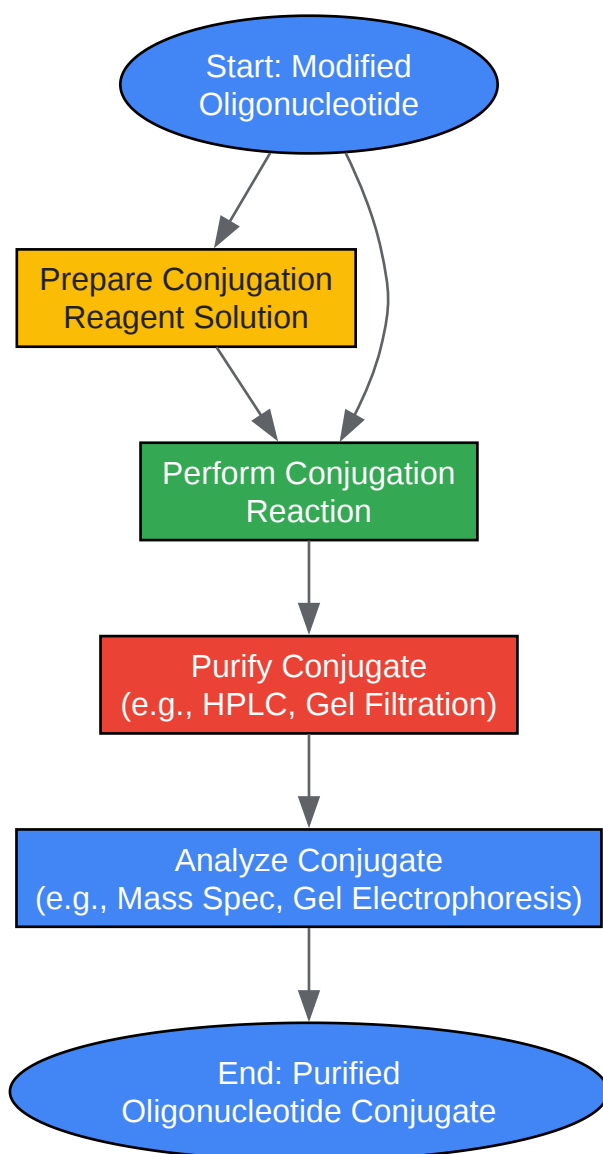 Start: Modified
Oligonucleotide
Prepare Conjugation
Reagent Solution
Perform Conjugation
Reaction
Purify Conjugate
(e.g., HPLC, Gel Filtration)
Analyze Conjugate
(e.g., Mass Spec, Gel Electrophoresis)
End: Purified
Oligonucleotide Conjugate